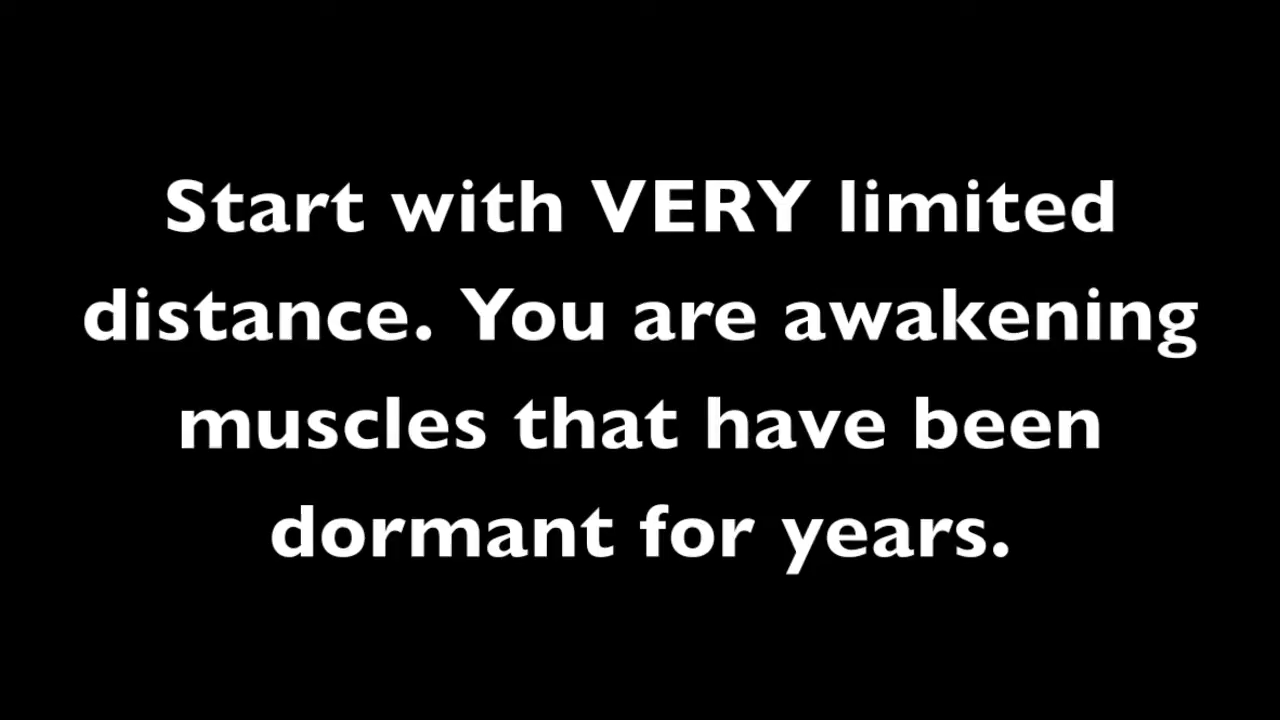 Start with VERY limited
distance. You are awakening
muscles that have been
dormant for years.